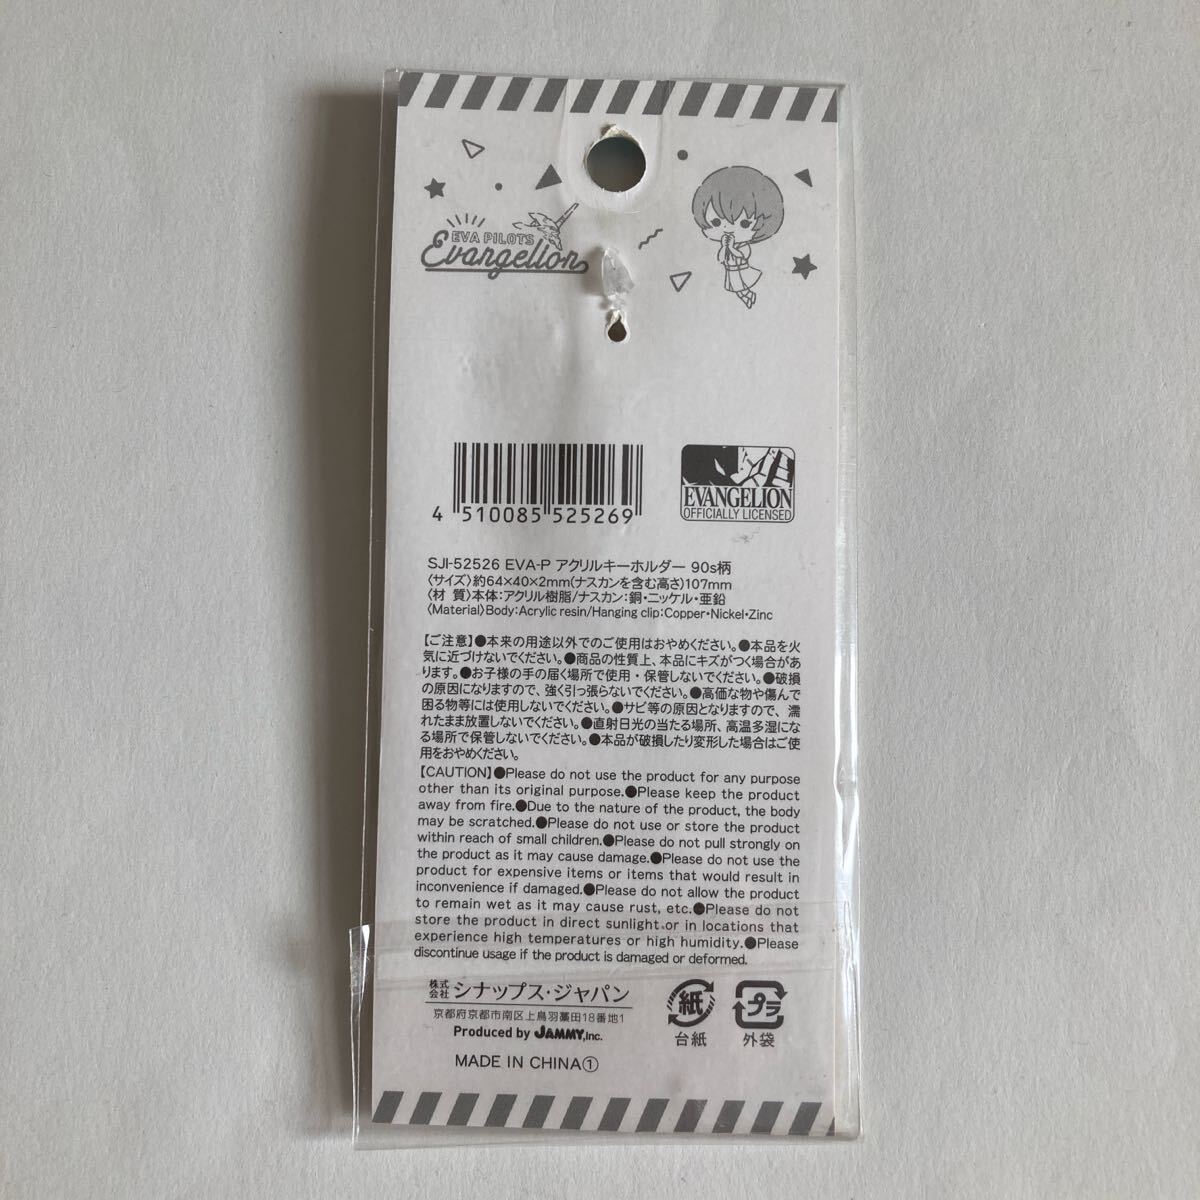 EVA PILOTS
Evangelion
4 510085 525269
EVANGELION
OFFICIALLY LICENSED
SJI-52526 EVA-P アクリルキーホルダー 90s柄
〈サイズ〉約64×40×2mm(ナスカンを含む高さ)107mm
〈材 質〉本体：アクリル樹脂/ナスカン：銅・ニッケル・亜鉛
〈Material〉Body:Acrylic resin/Hanging clip:Copper・Nickel・Zinc
【ご注意】●本来の用途以外でのご使用はおやめください。●本品を火
気に近づけないでください。●商品の性質上、本品にキズがつく場合があ
ります。●お子様の手の届く場所で使用・保管しないでください。●破損
の原因になりますので、強く引っ張らないでください。●高価な物や傷んで
困る物等には使用しないでください。●サビ等の原因となりますので、濡
れたまま放置しないでください。●直射日光の当たる場所、高温多湿にな
る場所で保管しないでください。●本品が破損したり変形した場合はご使
用をおやめください。
【CAUTION】●Please do not use the product for any purpose
other than its original purpose.●Please keep the product
away from fire.●Due to the nature of the product, the body
may be scratched.●Please do not use or store the product
within reach of small children.●Please do not pull strongly on
the product as it may cause damage.●Please do not use the
product for expensive items or items that would result in
inconvenience if damaged.●Please do not allow the product
to remain wet as it may cause rust, etc.●Please do not
store the product in direct sunlight or in locations that
experience high temperatures or high humidity.●Please
discontinue usage if the product is damaged or deformed.
株式会社 シナップス・ジャパン
京都府京都市南区上鳥羽藁田18番地1
Produced by JAMMY,inc.
MADE IN CHINA①
紙
台紙
プラ
外袋